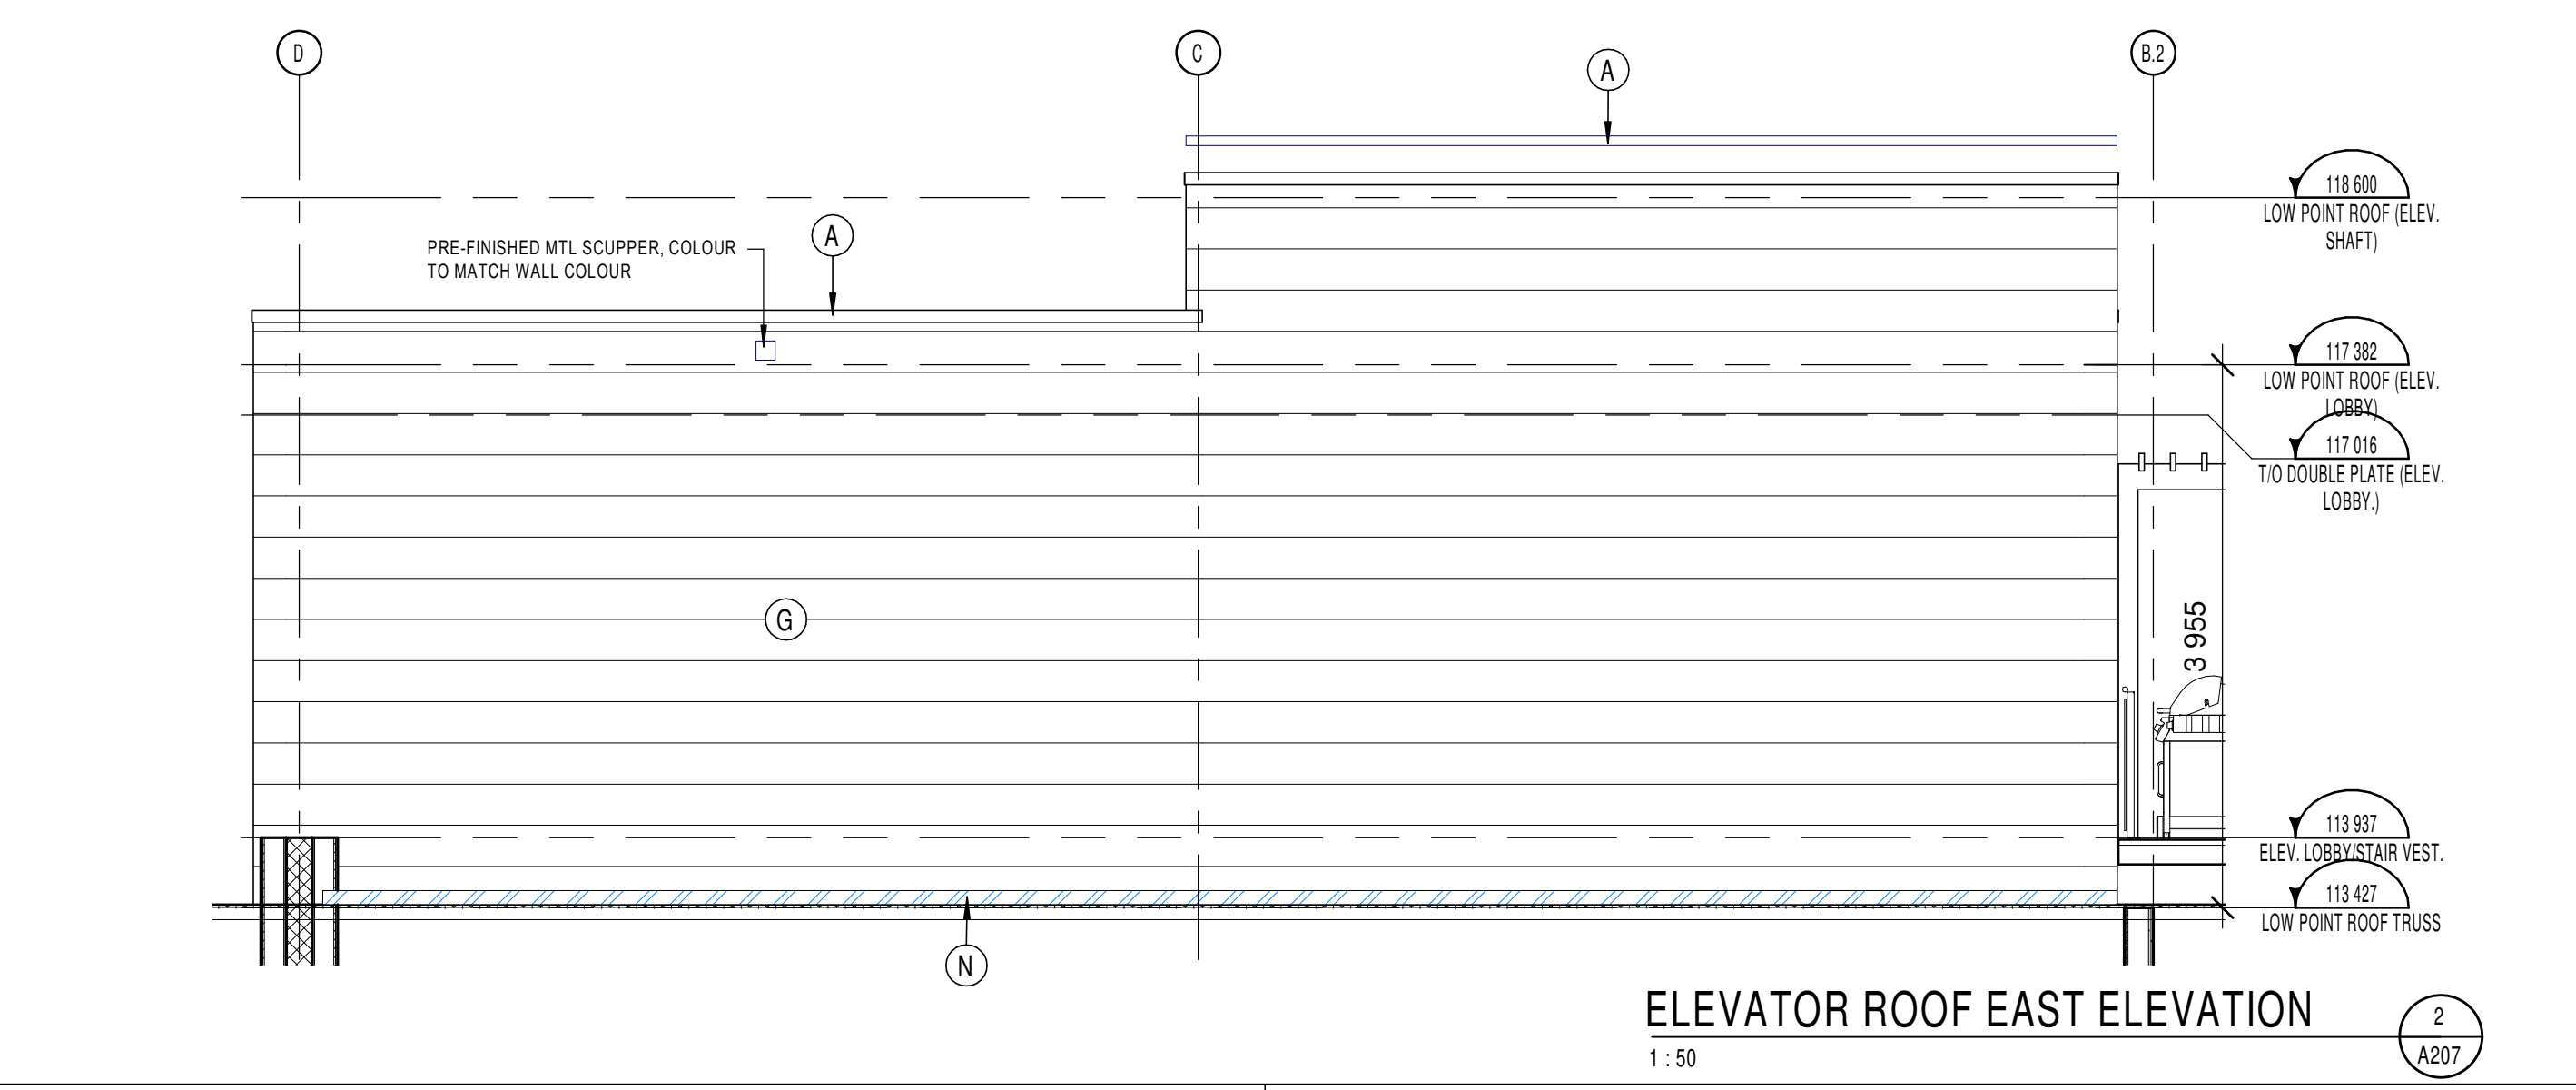 D
C
B.2
A
118 600
LOW POINT ROOF (ELEV.
SHAFT)
PRE-FINISHED MTL SCUPPER, COLOUR
TO MATCH WALL COLOUR
A
117 382
LOW POINT ROOF (ELEV.
LOBBY)
117 016
T/O DOUBLE PLATE (ELEV.
LOBBY.)
G
3 955
113 937
ELEV. LOBBY/STAIR VEST.
113 427
LOW POINT ROOF TRUSS
N
ELEVATOR ROOF EAST ELEVATION
1 : 50
2
A207